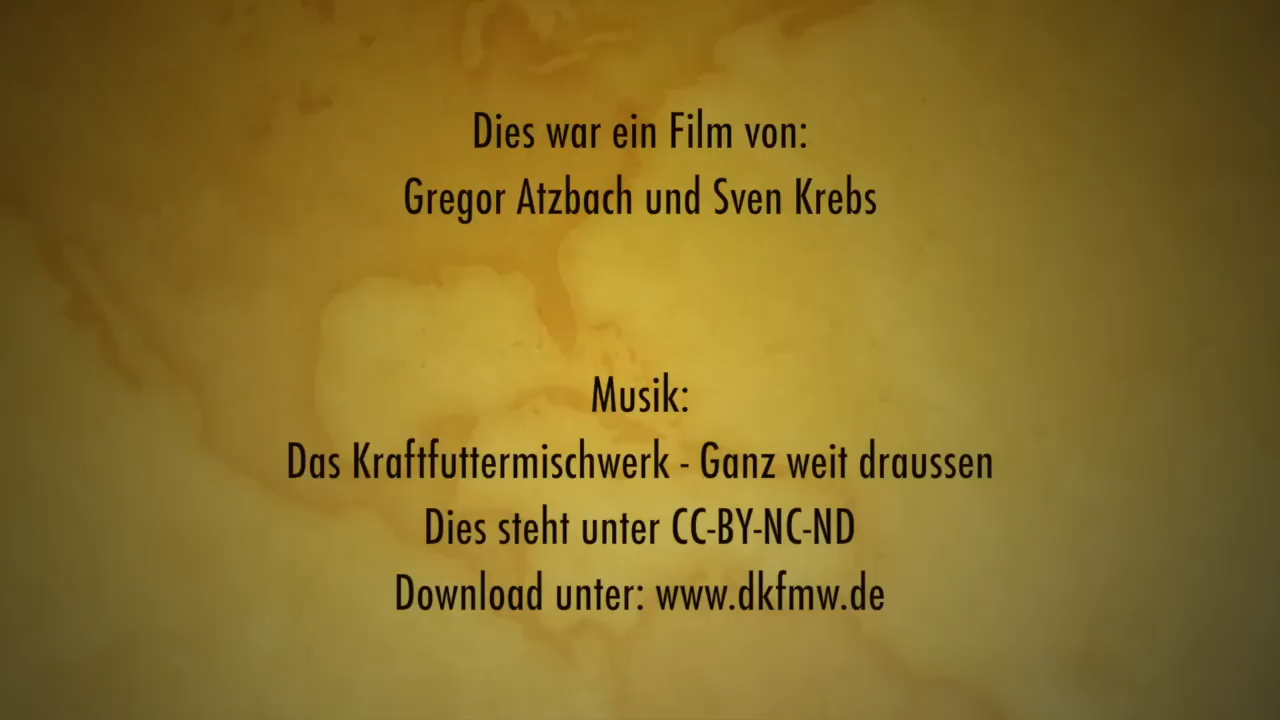 Dies war ein Film von:
Gregor Atzbach und Sven Krebs
Musik:
Das Kraftfuttermischwerk - Ganz weit draussen
Dies steht unter CC-BY-NC-ND
Download unter: www.dkfmw.de